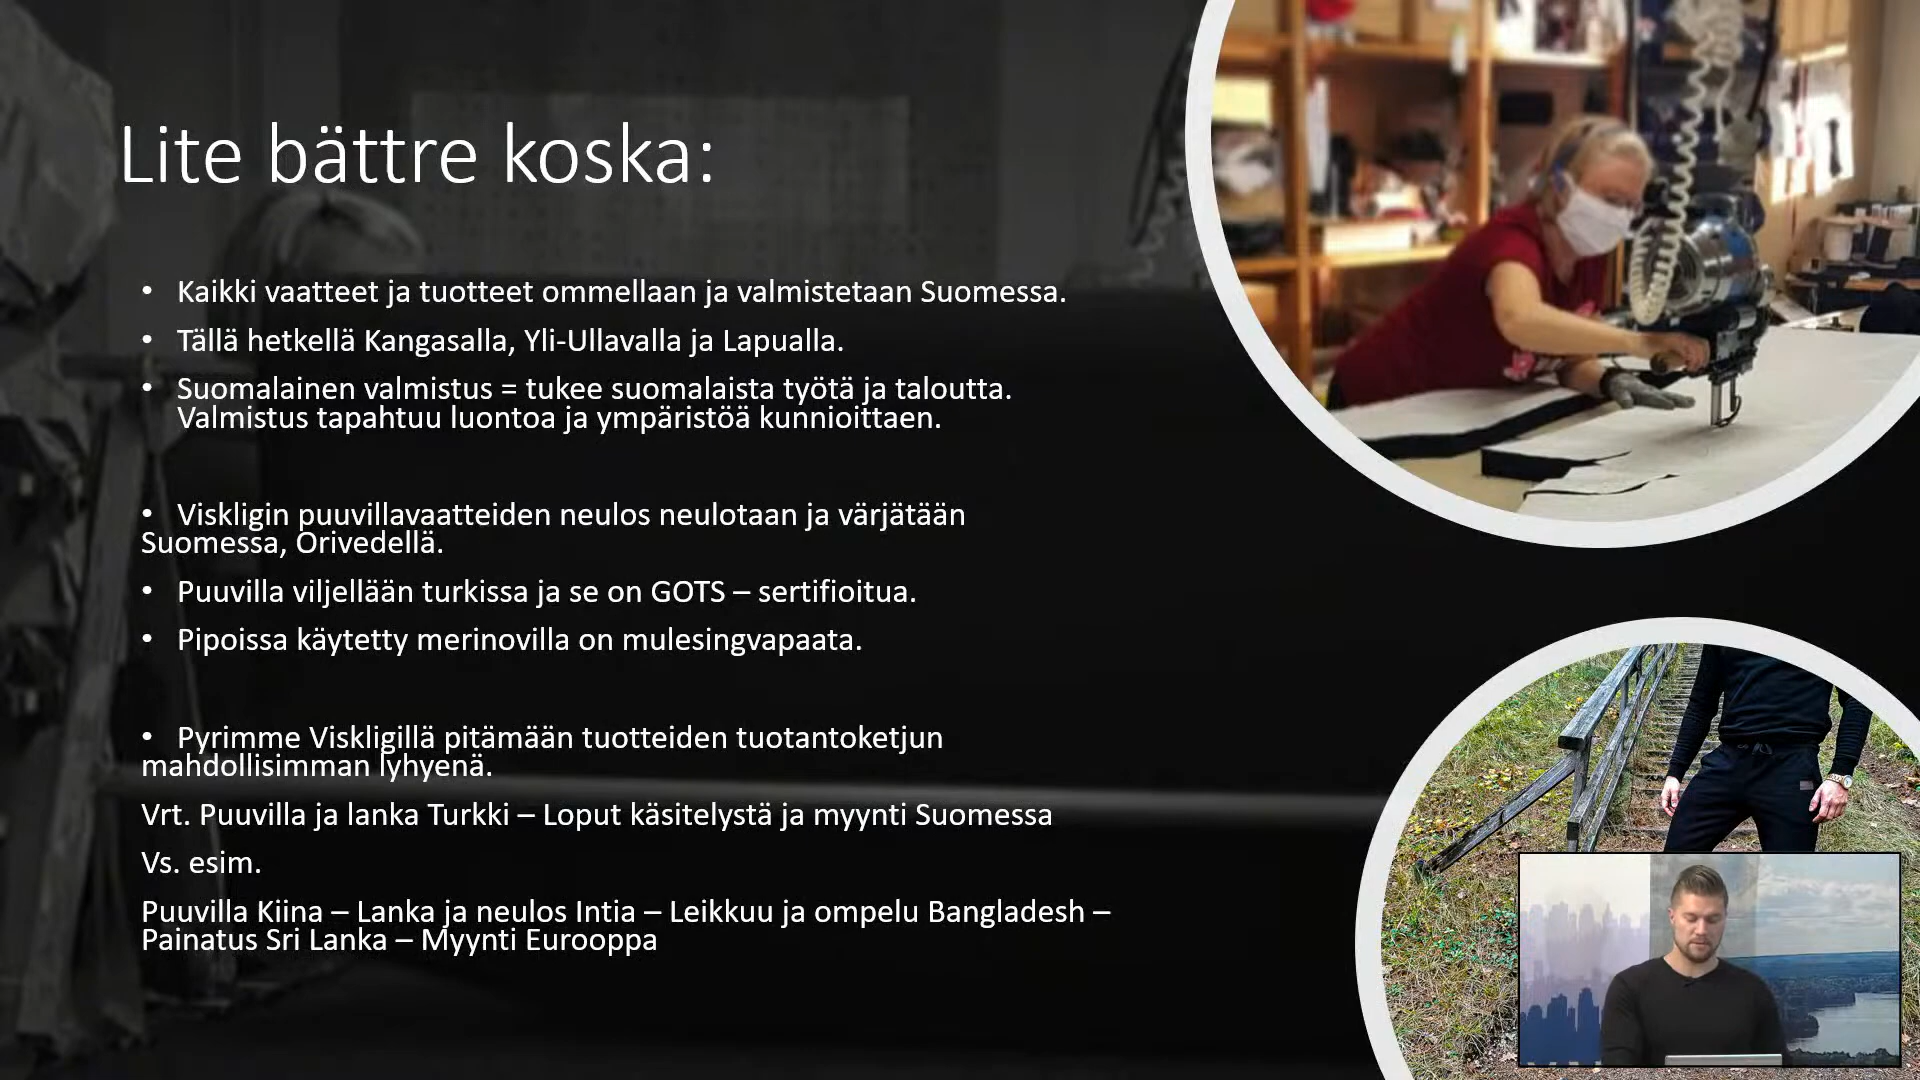 Lite bättre koska:
• Kaikki vaatteet ja tuotteet ommellaan ja valmistetaan Suomessa.
• Tällä hetkellä Kangasalla, Yli-Ullavalla ja Lapualla.
• Suomalainen valmistus = tukee suomalaista työtä ja taloutta.
Valmistus tapahtuu luontoa ja ympäristöä kunnioittaen.
• Viskligin puuvillavaatteiden neulos neulotaan ja värjätään
Suomessa, Orivedellä.
• Puuvilla viljellään turkissa ja se on GOTS – sertifioitua.
• Pipoissa käytetty merinovilla on mulesingvapaata.
• Pyrimme Viskligillä pitämään tuotteiden tuotantoketjun
mahdollisimman lyhyenä.
Vrt. Puuvilla ja lanka Turkki – Loput käsitelystä ja myynti Suomessa
Vs. esim.
Puuvilla Kiina – Lanka ja neulos Intia – Leikkuu ja ompelu Bangladesh –
Painatus Sri Lanka – Myynti Eurooppa